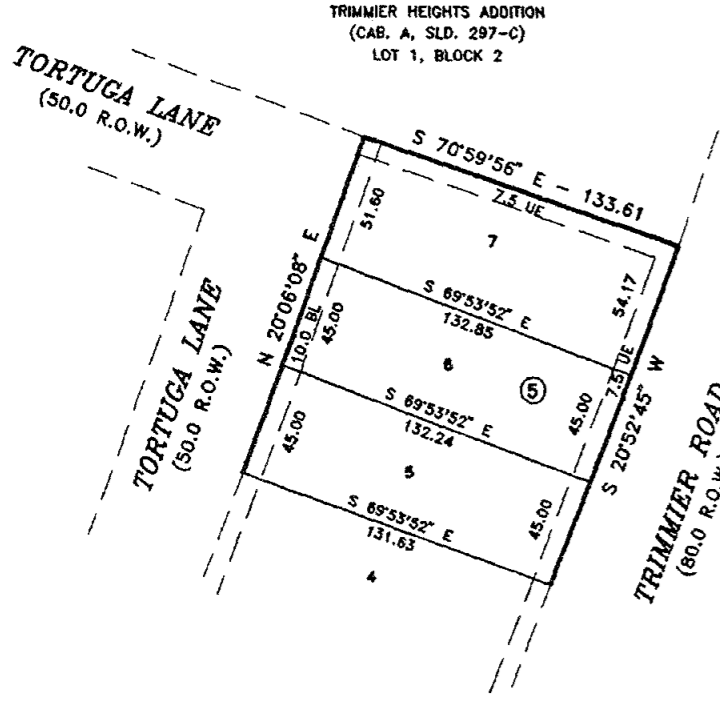 TRIMMIER HEIGHTS ADDITION
(CAB. A, SLD. 297-C)
LOT 1, BLOCK 2
TORTUGA LANE
(50.0 R.O.W.)
S 70°59'56" E - 133.61
7.5 UE
51.60
7
54.17
N 20°06'08" E
S 69°53'52" E
132.85
10.0 BL
45.00
6
5
45.00
7.5 UE
S 20°52'45" W
TORTUGA LANE
(50.0 R.O.W.)
S 69°53'52" E
132.24
45.00
5
45.00
S 69°53'52" E
131.63
4
TRIMMIER ROAD
(80.0 R.O.W.